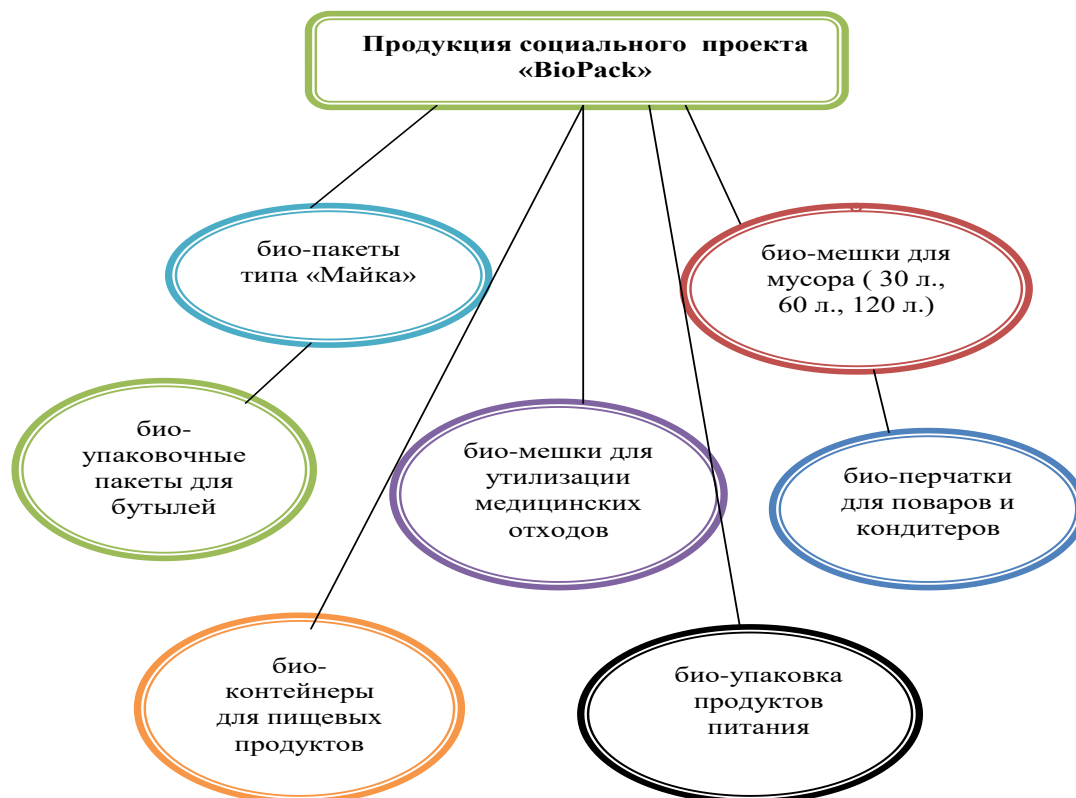 Продукция социального проекта
«BioPack»
био-пакеты
типа «Майка»
био-мешки для
мусора ( 30 л.,
60 л., 120 л.)
био-
упаковочные
пакеты для
бутылей
био-мешки для
утилизации
медицинских
отходов
био-перчатки
для поваров и
кондитеров
био-
контейнеры
для пищевых
продуктов
био-упаковка
продуктов
питания